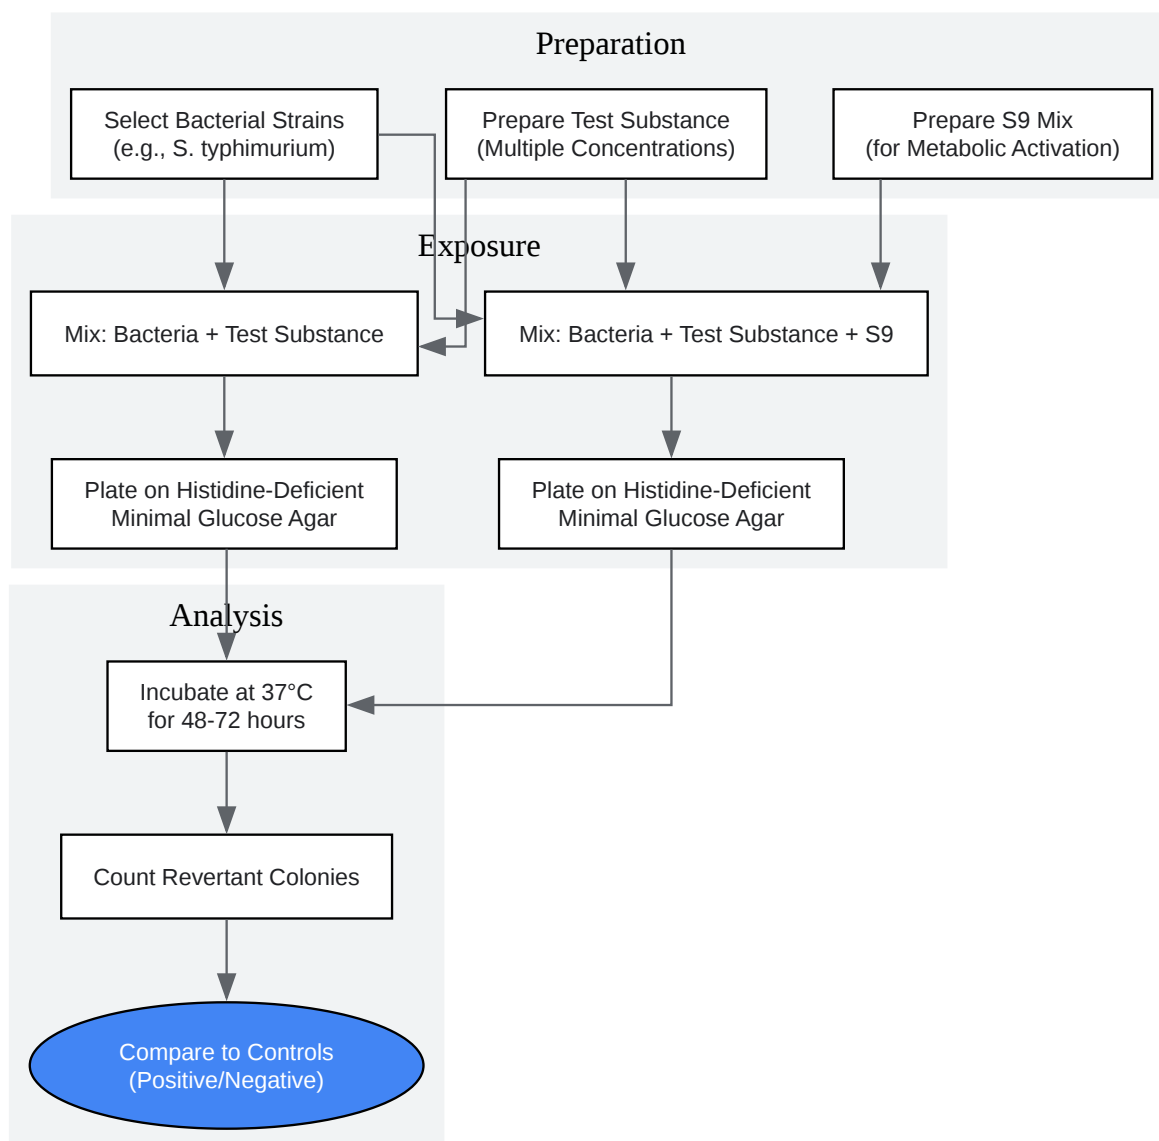 Preparation
Select Bacterial Strains
(e.g., S. typhimurium)
Prepare Test Substance
(Multiple Concentrations)
Prepare S9 Mix
(for Metabolic Activation)
Exposure
Mix: Bacteria + Test Substance
Mix: Bacteria + Test Substance + S9
Plate on Histidine-Deficient
Minimal Glucose Agar
Plate on Histidine-Deficient
Minimal Glucose Agar
Analysis
Incubate at 37°C
for 48-72 hours
Count Revertant Colonies
Compare to Controls
(Positive/Negative)